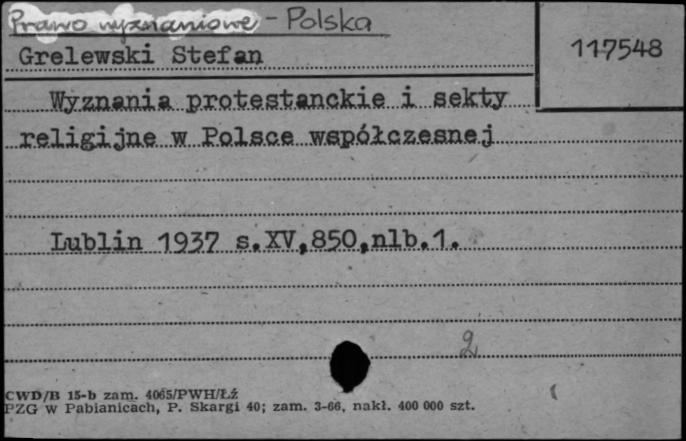 Prawo wyznaniowe - Polska
Grelewski Stefan
117548
Wyznania protestanckie i sekty
religijne w Polsce współczesnej
Lublin 1937 s.XV,850,nlb.1.
2
CWD/B 15-b zam. 4065/PWH/Łź
PZG w Pabianicach, P. Skargi 40; zam. 3-66, nakł. 400 000 szt.